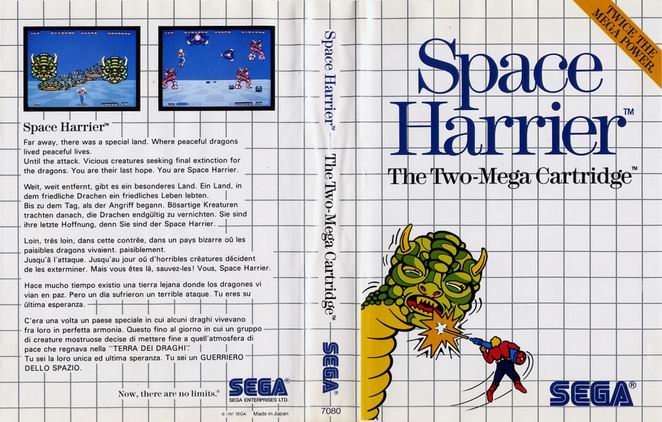 Space Harrier™
Far away, there was a special land. Where peaceful dragons
lived peaceful lives.
Until the attack. Vicious creatures seeking final extinction for
the dragons. You are their last hope. You are Space Harrier.
Weit, weit entfernt, gibt es ein besonderes Land. Ein Land, in
dem friedliche Drachen ein friedliches Leben lebten.
Bis zu dem Tag, als der Angriff begann. Bösartige Kreaturen
trachten danach, die Drachen endgültig zu vernichten. Sie sind
ihre letzte Hoffnung, denn Sie sind der Space Harrier.
Loin, très loin, dans cette contrée, dans un pays bizarre oû les
paisibles dragons vivaient. paisiblement.
Jusqu'â l'attaque. Jusqu'au jour oú d'horribles créatures décident
de les exterminer. Mais vous êtes lâ, sauvez-les! Vous, Space Harrier.
Hace mucho tiempo existio una tierra lejana donde los dragones vi
vian en paz. Pero un dia sufrieron un terrible ataque. Tu eres su
última esperanza.
C'era una volta un paese speciale in cui alcuni draghi vivevano
fra loro in perfetta armonia. Questo fino al giorno in cui un gruppo
di creature mostruose decise di mettere fine a quell'atmosfera di
pace che regnava nella "TERRA DEI DRAGHI".
Tu sei la loro unica ed ultima speranza. Tu sei un GUERRIERO
DELLO SPAZIO.
Now, there are no limits.®
SEGA®
SEGA ENTERPRISES LTD.
© 1987 SEGA Made in Japan
Space Harrier™ The Two-Mega Cartridge™
SEGA®
7080
TWICE THE
MEGA POWER.
Space
Harrier™
The Two-Mega Cartridge™
SEGA®